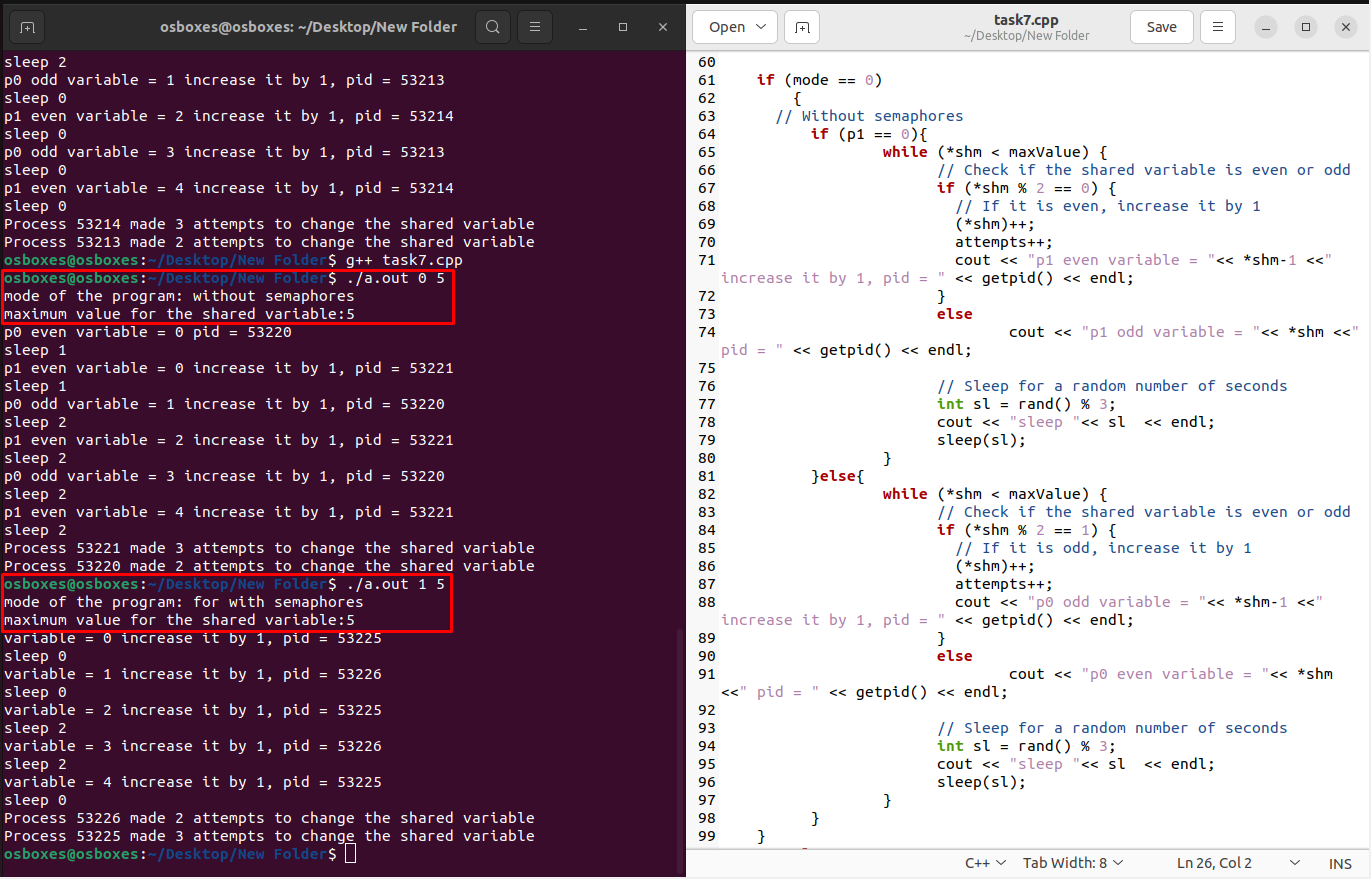 osboxes@osboxes: ~/Desktop/New Folder
sleep 2
p0 odd variable = 1 increase it by 1, pid = 53213
sleep 0
p1 even variable = 2 increase it by 1, pid = 53214
sleep 0
p0 odd variable = 3 increase it by 1, pid = 53213
sleep 0
p1 even variable = 4 increase it by 1, pid = 53214
sleep 0
Process 53214 made 3 attempts to change the shared variable
Process 53213 made 2 attempts to change the shared variable
osboxes@osboxes:~/Desktop/New Folder$ g++ task7.cpp
osboxes@osboxes:~/Desktop/New Folder$ ./a.out 0 5
mode of the program: without semaphores
maximum value for the shared variable:5
p0 even variable = 0 pid = 53220
sleep 1
p1 even variable = 0 increase it by 1, pid = 53221
sleep 1
p0 odd variable = 1 increase it by 1, pid = 53220
sleep 2
p1 even variable = 2 increase it by 1, pid = 53221
sleep 2
p0 odd variable = 3 increase it by 1, pid = 53220
sleep 2
p1 even variable = 4 increase it by 1, pid = 53221
sleep 2
Process 53221 made 3 attempts to change the shared variable
Process 53220 made 2 attempts to change the shared variable
osboxes@osboxes:~/Desktop/New Folder$ ./a.out 1 5
mode of the program: for with semaphores
maximum value for the shared variable:5
variable = 0 increase it by 1, pid = 53225
sleep 0
variable = 1 increase it by 1, pid = 53226
sleep 0
variable = 2 increase it by 1, pid = 53225
sleep 2
variable = 3 increase it by 1, pid = 53226
sleep 2
variable = 4 increase it by 1, pid = 53225
sleep 0
Process 53226 made 2 attempts to change the shared variable
Process 53225 made 3 attempts to change the shared variable
osboxes@osboxes:~/Desktop/New Folder$
Open
task7.cpp
~/Desktop/New Folder
Save
60
61 if (mode == 0)
62 {
63 // Without semaphores
64 if (p1 == 0){
65 while (*shm < maxValue) {
66 // Check if the shared variable is even or odd
67 if (*shm % 2 == 0) {
68 // If it is even, increase it by 1
69 (*shm)++;
70 attempts++;
71 cout << "p1 even variable = "<< *shm-1 <<"
increase it by 1, pid = " << getpid() << endl;
72 }
73 else
74 cout << "p1 odd variable = "<< *shm <<"
pid = " << getpid() << endl;
75
76 // Sleep for a random number of seconds
77 int sl = rand() % 3;
78 cout << "sleep "<< sl  << endl;
79 sleep(sl);
80 }
81 }else{
82 while (*shm < maxValue) {
83 // Check if the shared variable is even or odd
84 if (*shm % 2 == 1) {
85 // If it is odd, increase it by 1
86 (*shm)++;
87 attempts++;
88 cout << "p0 odd variable = "<< *shm-1 <<"
increase it by 1, pid = " << getpid() << endl;
89 }
90 else
91 cout << "p0 even variable = "<< *shm
<<" pid = " << getpid() << endl;
92
93 // Sleep for a random number of seconds
94 int sl = rand() % 3;
95 cout << "sleep "<< sl  << endl;
96 sleep(sl);
97 }
98 }
99 }
C++ Tab Width: 8 Ln 26, Col 2 INS